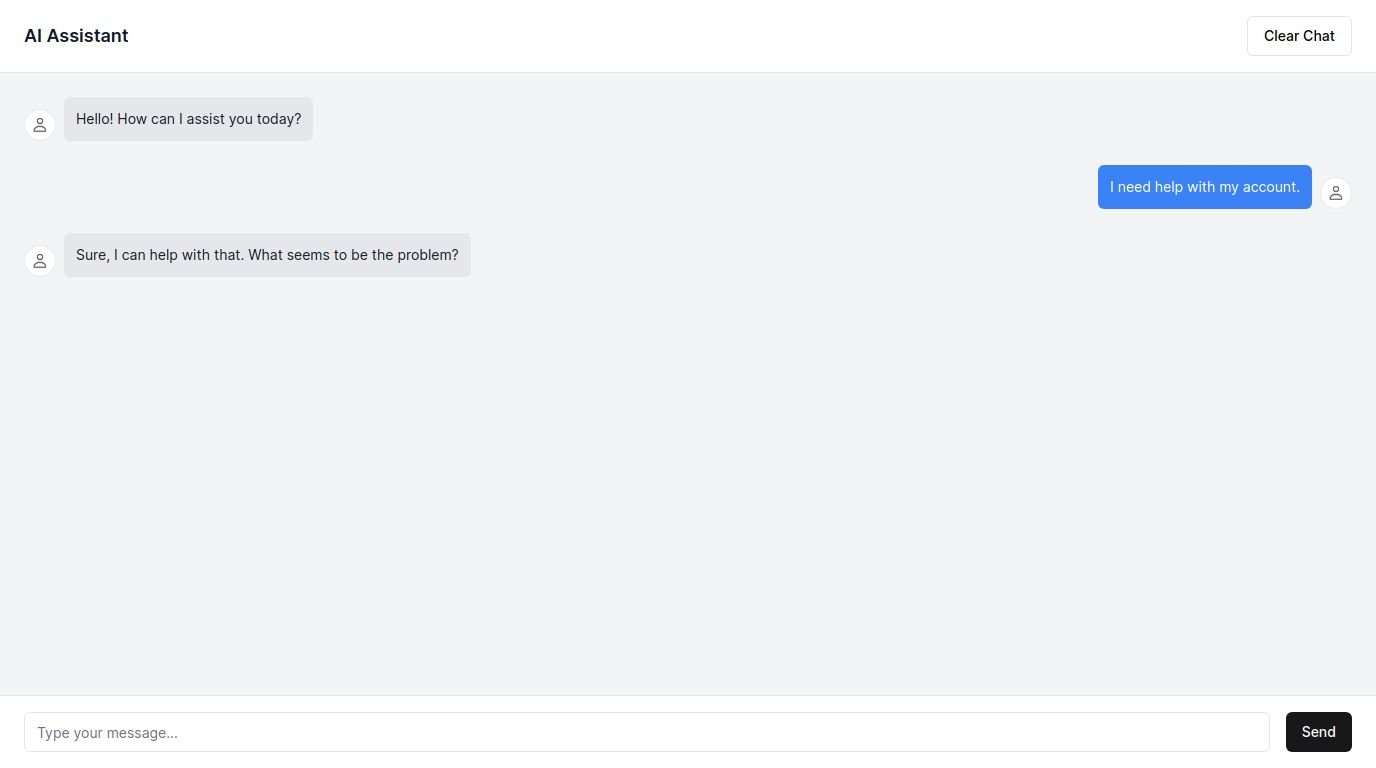 AI Assistant
Clear Chat
Hello! How can I assist you today?
I need help with my account.
Sure, I can help with that. What seems to be the problem?
Type your message...
Send